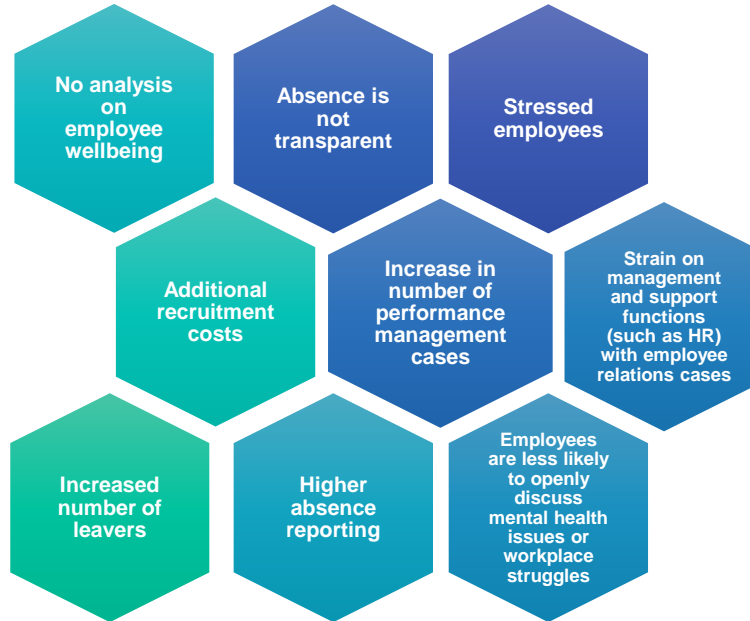 No analysis
on
employee
wellbeing
Absence is
not
transparent
Stressed
employees
Additional
recruitment
costs
Increase in
number of
performance
management
cases
Strain on
management
and support
functions
(such as HR)
with employee
relations cases
Increased
number of
leavers
Higher
absence
reporting
Employees
are less likely
to openly
discuss
mental health
issues or
workplace
struggles